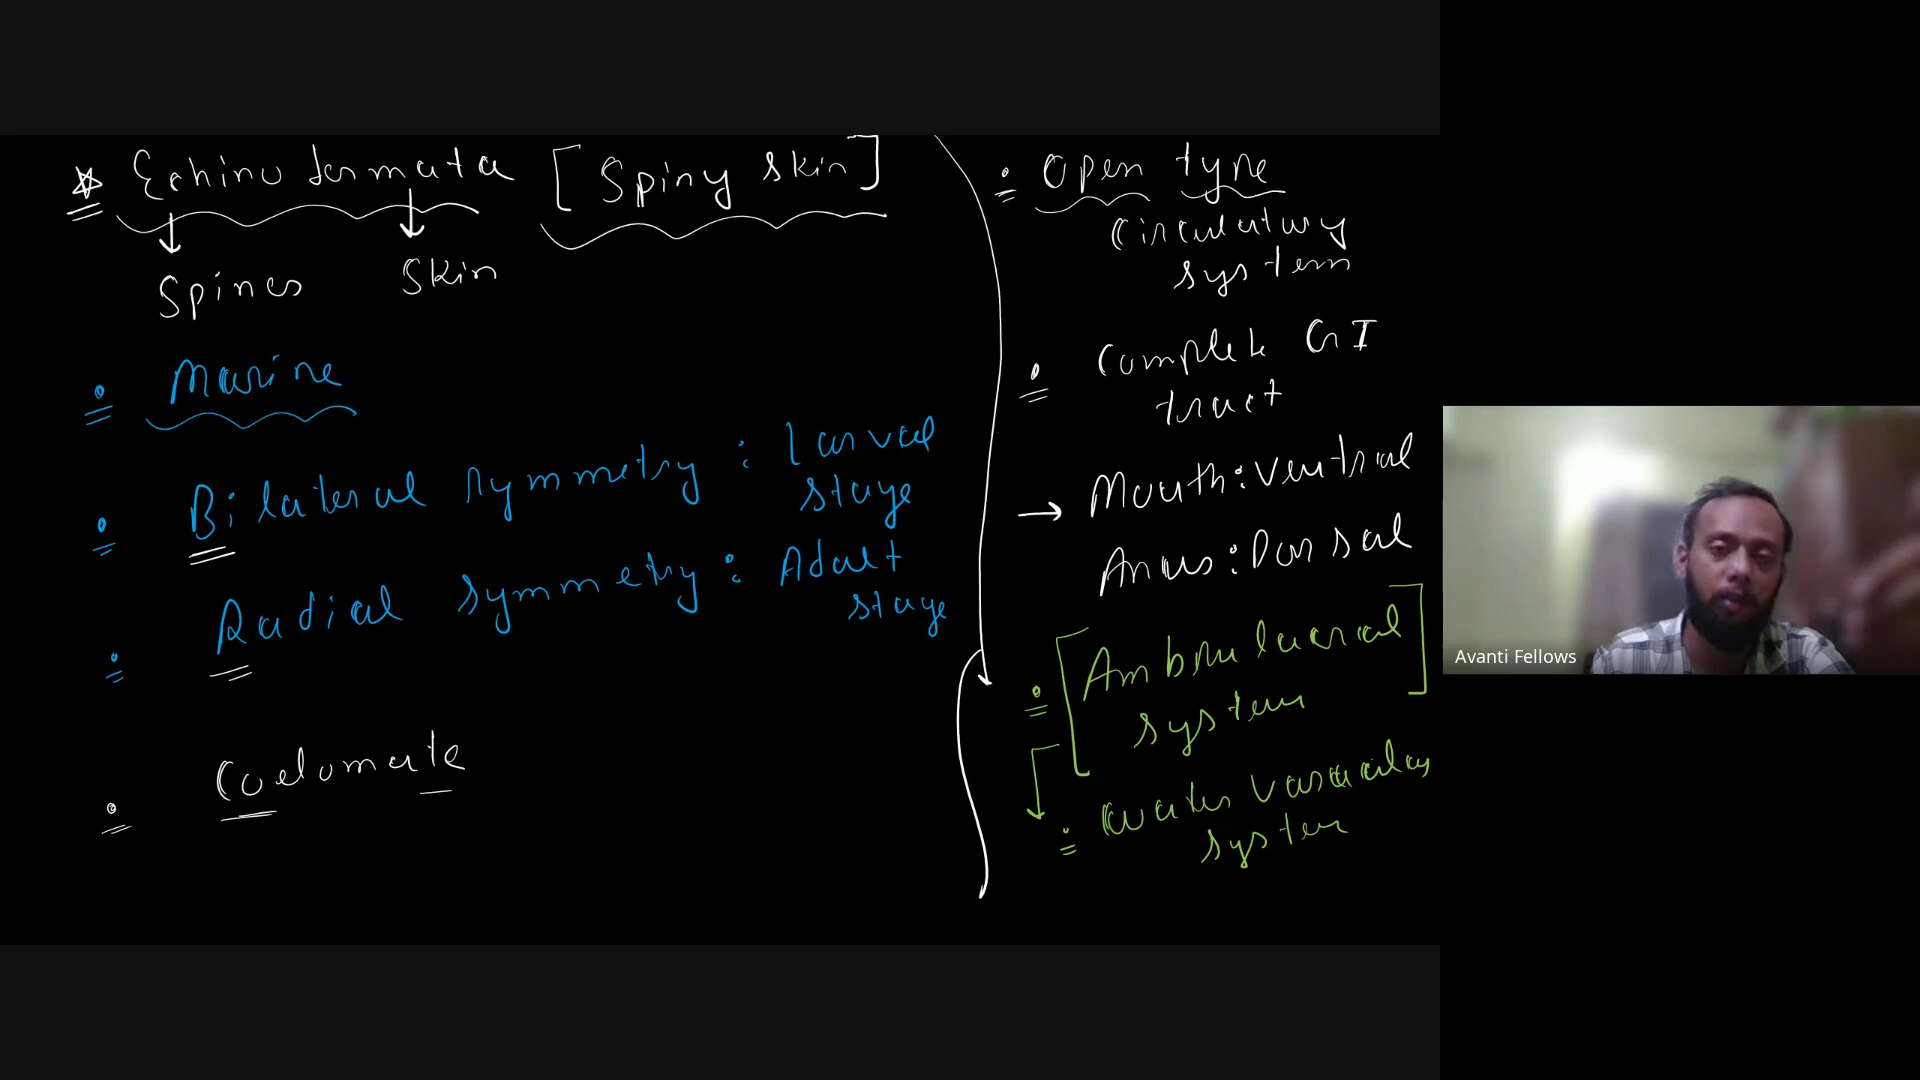 Echinodermata [Spiny skin]
Spines Skin
Marine
Bilateral symmetry : Larval
stage
Radial symmetry : Adult
stage
Coelomate
Open type
Circulatory
system
Complete GI
tract
→ Mouth : Ventral
Anus : Dorsal
[Ambulacral]
system
Water vascular
system
Avanti Fellows